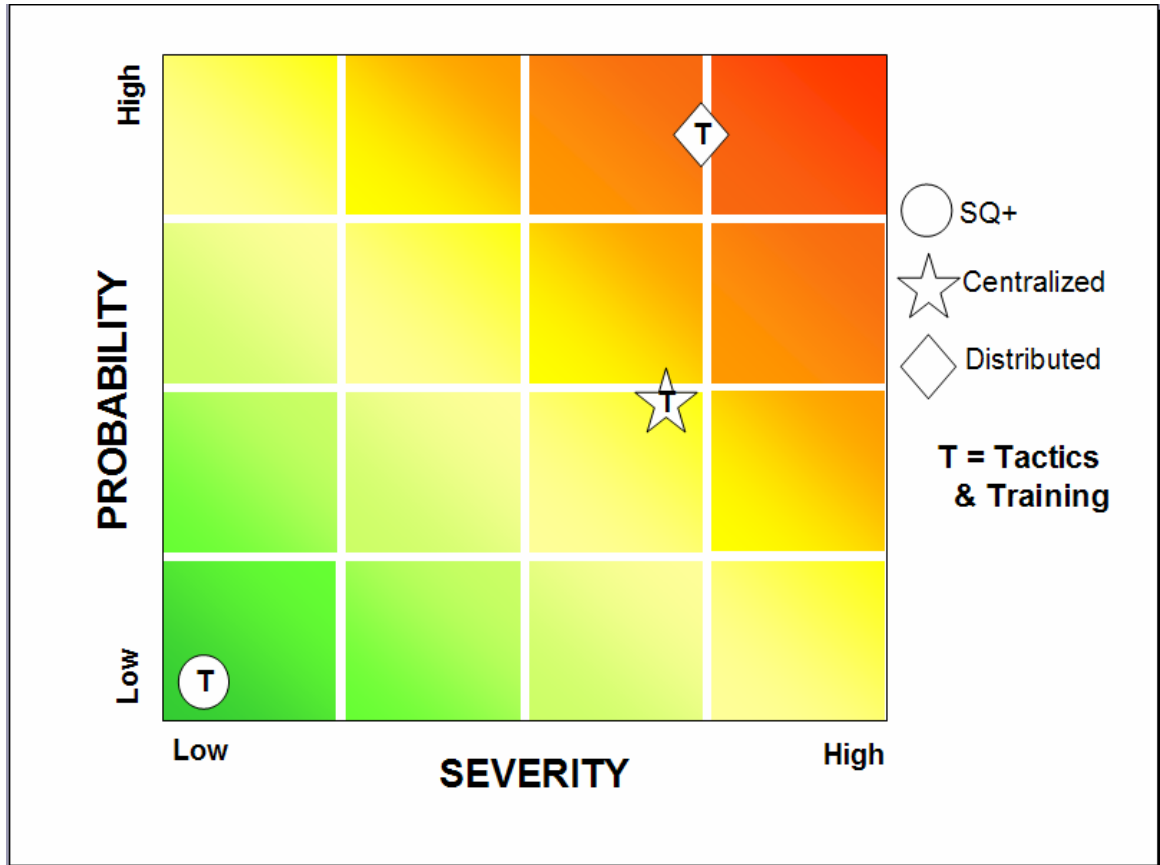 High
T
SQ+
Centralized
Distributed
PROBABILITY
T
T = Tactics
& Training
Low
T
Low
High
SEVERITY